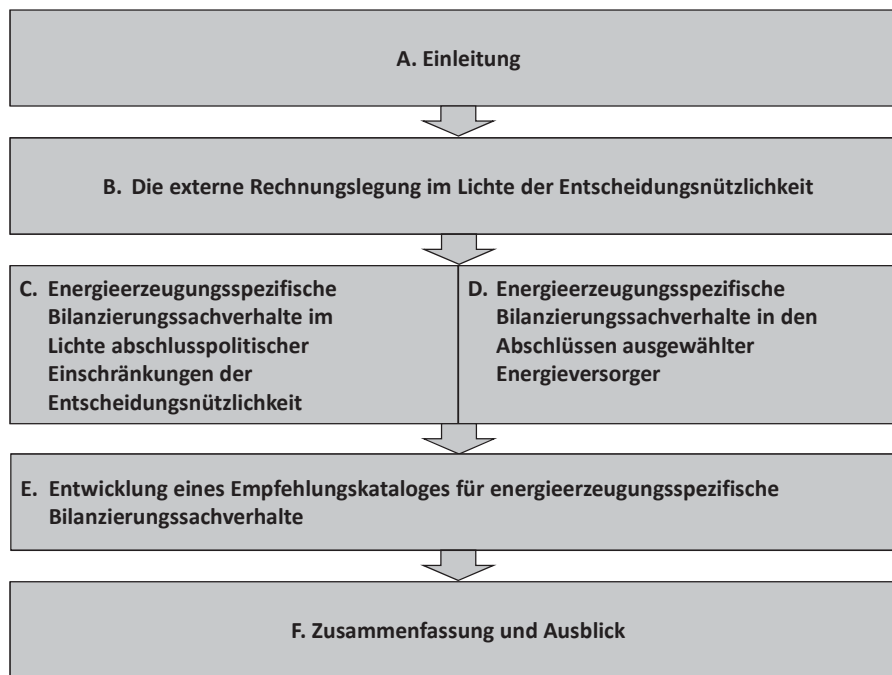 A. Einleitung
B. Die externe Rechnungslegung im Lichte der Entscheidungsnützlichkeit
C. Energieerzeugungsspezifische
Bilanzierungssachverhalte im
Lichte abschlusspolitischer
Einschränkungen der
Entscheidungsnützlichkeit
D. Energieerzeugungsspezifische
Bilanzierungssachverhalte in den
Abschlüssen ausgewählter
Energieversorger
E. Entwicklung eines Empfehlungskataloges für energieerzeugungsspezifische
Bilanzierungssachverhalte
F. Zusammenfassung und Ausblick